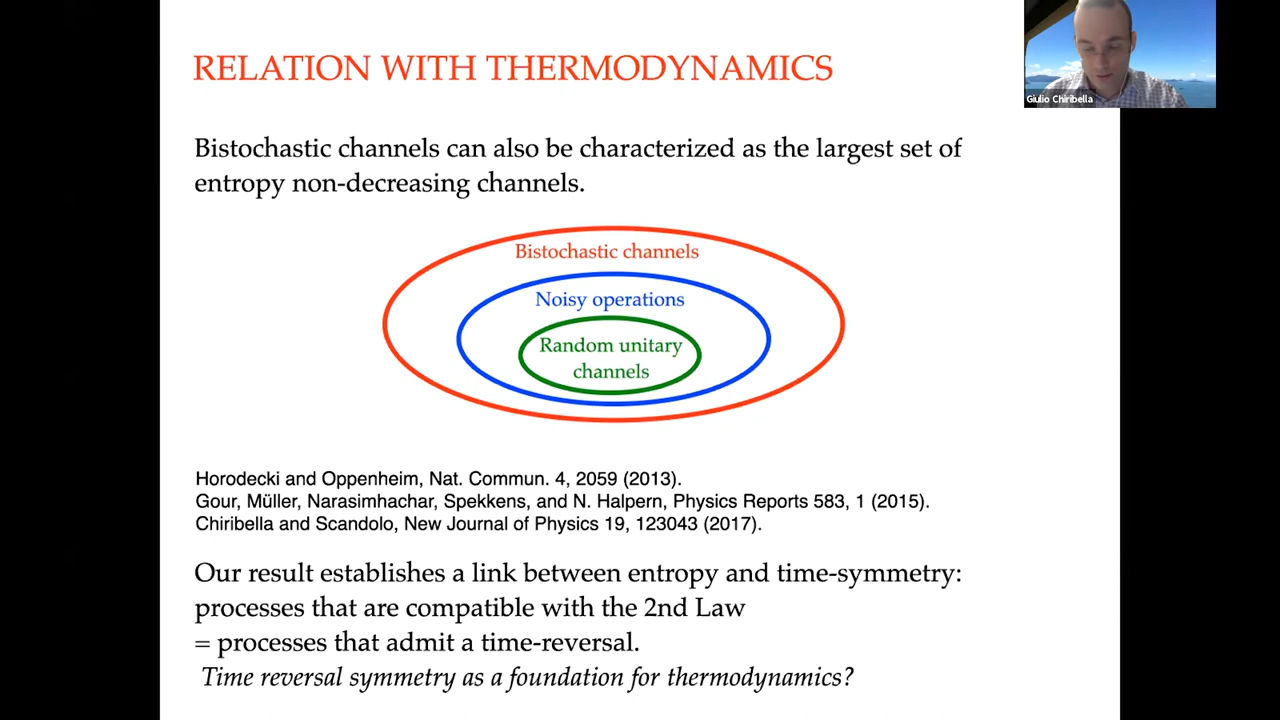 RELATION WITH THERMODYNAMICS
Giulio Chiribella
Bistochastic channels can also be characterized as the largest set of
entropy non-decreasing channels.
Bistochastic channels
Noisy operations
Random unitary
channels
Horodecki and Oppenheim, Nat. Commun. 4, 2059 (2013).
Gour, Müller, Narasimhachar, Spekkens, and N. Halpern, Physics Reports 583, 1 (2015).
Chiribella and Scandolo, New Journal of Physics 19, 123043 (2017).
Our result establishes a link between entropy and time-symmetry:
processes that are compatible with the 2nd Law
= processes that admit a time-reversal.
Time reversal symmetry as a foundation for thermodynamics?